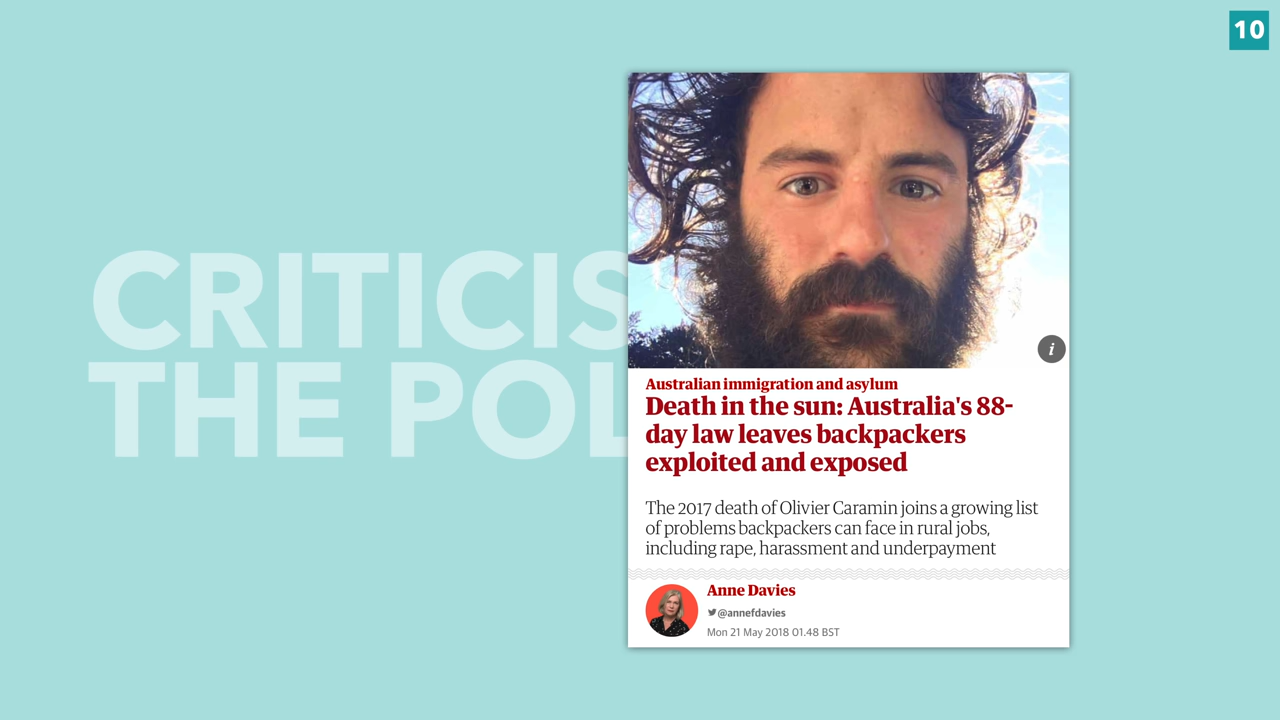 10
CRITICIS
THE POL
i
Australian immigration and asylum
Death in the sun: Australia's 88-
day law leaves backpackers
exploited and exposed
The 2017 death of Olivier Caramin joins a growing list
of problems backpackers can face in rural jobs,
including rape, harassment and underpayment
Anne Davies
@annefdavies
Mon 21 May 2018 01.48 BST